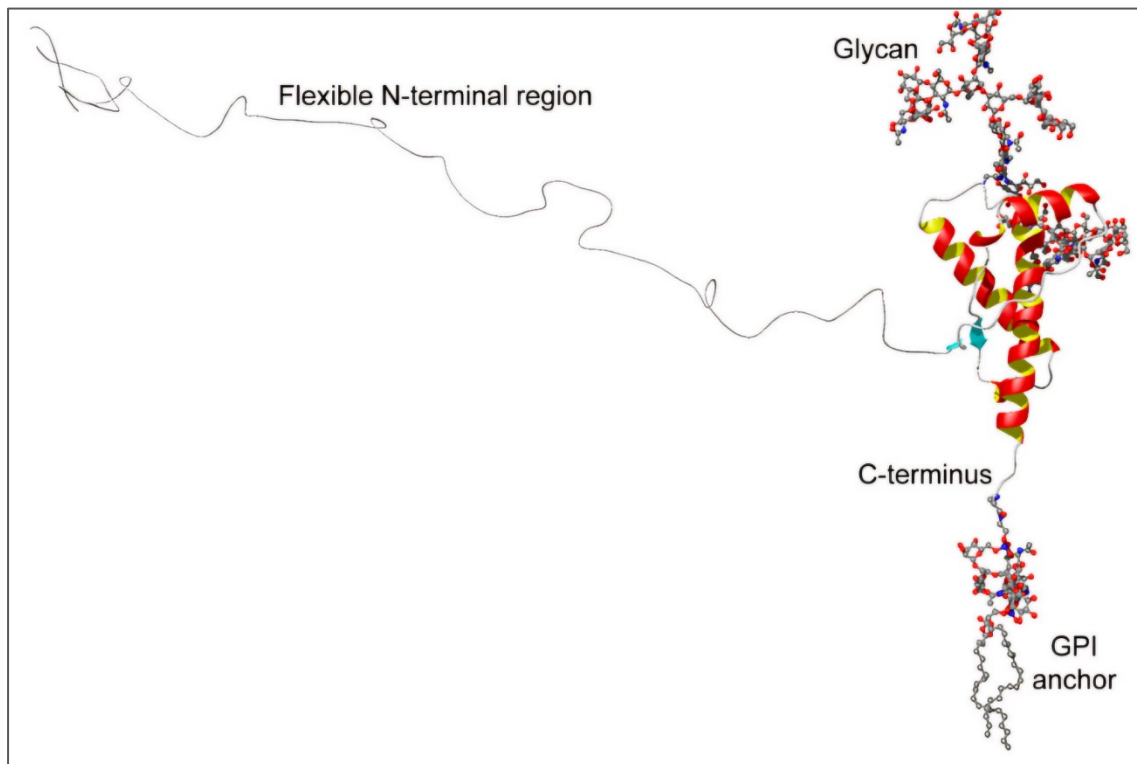 Glycan
Flexible N-terminal region
C-terminus
GPI
anchor